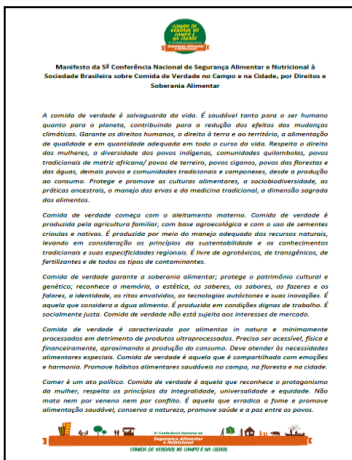 COMIDA DE
VERDADE NO
CAMPO E
NA CIDADE
Manifesto da 5ª Conferência Nacional de Segurança Alimentar e Nutricional à
Sociedade Brasileira sobre Comida de Verdade no Campo e na Cidade, por Direitos e
Soberania Alimentar
A comida de verdade é salvaguarda da vida. É saudável tanto para o ser humano
quanto para o planeta, contribuindo para a redução dos efeitos das mudanças
climáticas. Garante os direitos humanos, o direito à terra e ao território, a alimentação
de qualidade e em quantidade adequada em todo o curso da vida. Respeita o direito
das mulheres, a diversidade dos povos indígenas, comunidades quilombolas, povos
tradicionais de matriz africana/ povos de terreiro, povos ciganos, povos das florestas e
das águas, demais povos e comunidades tradicionais e camponeses, desde a produção
ao consumo. Protege e promove as culturas alimentares, a sociobiodiversidade, as
práticas ancestrais, o manejo das ervas e da medicina tradicional, a dimensão sagrada
dos alimentos.
Comida de verdade começa com o aleitamento materno. Comida de verdade é
produzida pela agricultura familiar, com base agroecológica e com o uso de sementes
crioulas e nativas. É produzida por meio do manejo adequado dos recursos naturais,
levando em consideração os princípios da sustentabilidade e os conhecimentos
tradicionais e suas especificidades regionais. É livre de agrotóxicos, de transgênicos, de
fertilizantes e de todos os tipos de contaminantes.
Comida de verdade garante a soberania alimentar; protege o patrimônio cultural e
genético; reconhece a memória, a estética, os saberes, os sabores, os fazeres e os
falares, a identidade, os ritos envolvidos, as tecnologias autóctones e suas inovações. É
aquela que considera a água alimento. É produzida em condições dignas de trabalho. É
socialmente justa. Comida de verdade não está sujeita aos interesses de mercado.
Comida de verdade é caracterizada por alimentos in natura e minimamente
processados em detrimento de produtos ultraprocessados. Precisa ser acessível, física e
financeiramente, aproximando a produção do consumo. Deve atender às necessidades
alimentares especiais. Comida de verdade é aquela que é compartilhada com emoções
e harmonia. Promove hábitos alimentares saudáveis no campo, na floresta e na cidade.
Comer é um ato político. Comida de verdade é aquela que reconhece o protagonismo
da mulher, respeita os princípios da integralidade, universalidade e equidade. Não
mata nem por veneno nem por conflito. É aquela que erradica a fome e promove
alimentação saudável, conserva a natureza, promove saúde e a paz entre os povos.
5ª Conferência Nacional de
Segurança Alimentar
e Nutricional
COMIDA DE VERDADE NO CAMPO E NA CIDADE